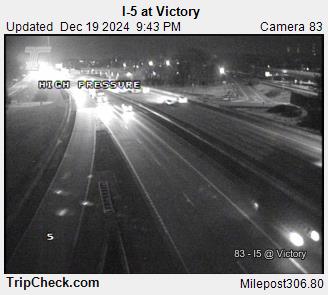 I-5 at Victory
Updated Dec 19 2024 9:43 PM Camera 83
HIGH PRESSURE
5
83 - I5 @ Victory
TripCheck.com Milepost306.80